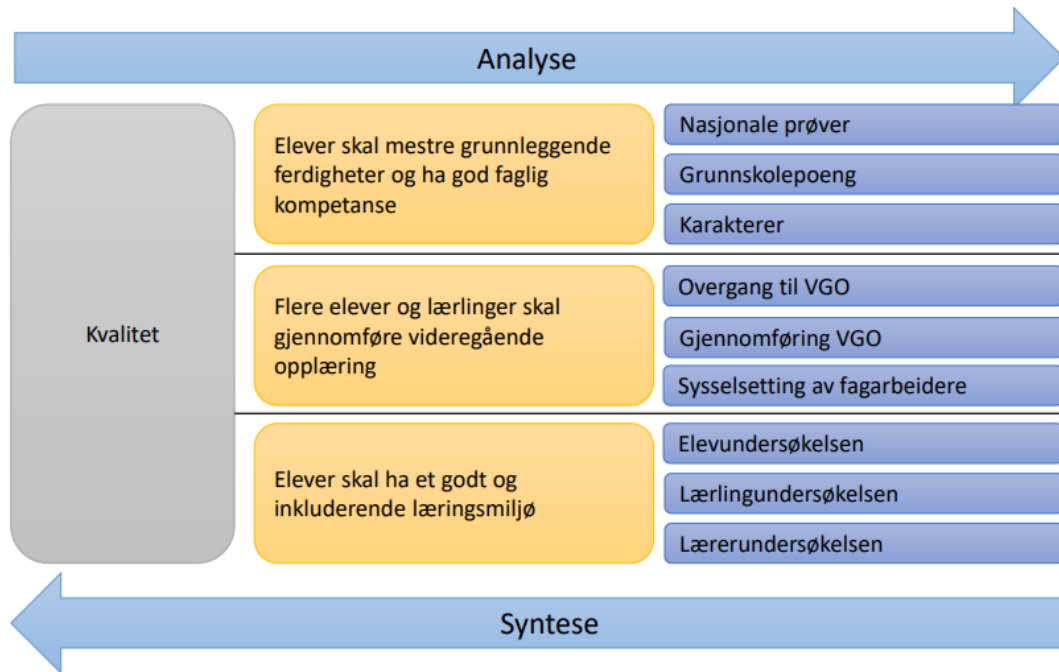 Analyse
Kvalitet
Elever skal mestre grunnleggende
ferdigheter og ha god faglig
kompetanse
Nasjonale prøver
Grunnskolepoeng
Karakterer
Flere elever og lærlinger skal
gjennomføre videregående
opplæring
Overgang til VGO
Gjennomføring VGO
Sysselsetting av fagarbeidere
Elever skal ha et godt og
inkluderende læringsmiljø
Elevundersøkelsen
Lærlingundersøkelsen
Lærerundersøkelsen
Syntese